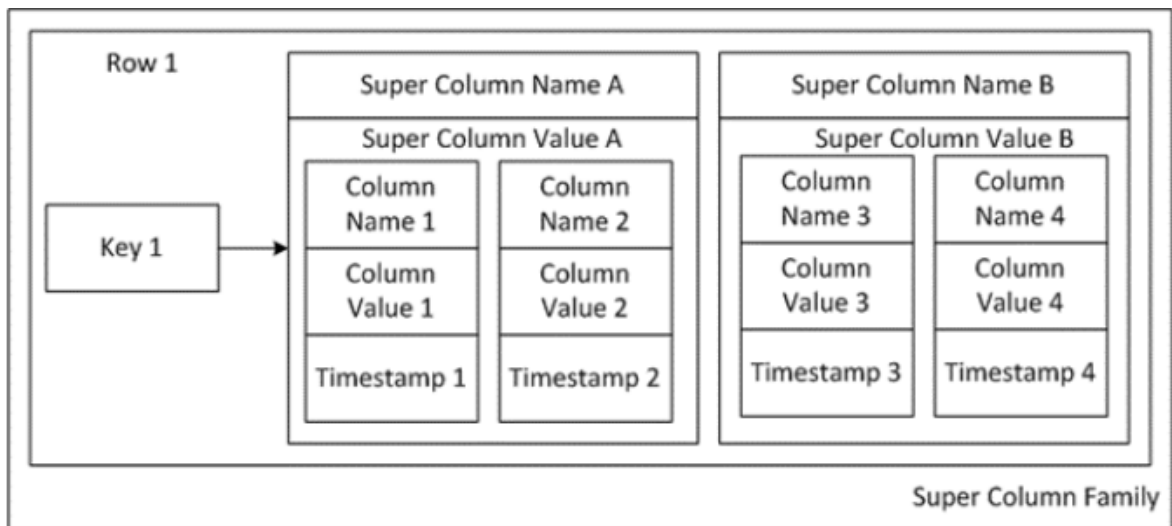 Row 1
Key 1
Super Column Name A
Super Column Value A
Column
Name 1
Column
Value 1
Timestamp 1
Column
Name 2
Column
Value 2
Timestamp 2
Super Column Name B
Super Column Value B
Column
Name 3
Column
Value 3
Timestamp 3
Column
Name 4
Column
Value 4
Timestamp 4
Super Column Family